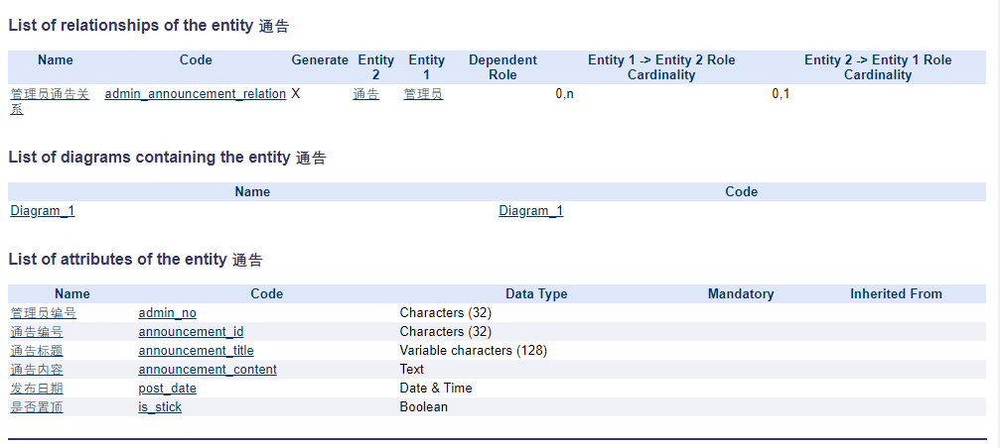 List of relationships of the entity 通告
Name Code Generate Entity 2 Entity 1 Dependent Role Entity 1 -> Entity 2 Role Cardinality Entity 2 -> Entity 1 Role Cardinality
管理员通告关系 admin_announcement_relation X 通告 管理员 0,n 0,1
List of diagrams containing the entity 通告
Name Code
Diagram_1 Diagram_1
List of attributes of the entity 通告
Name Code Data Type Mandatory Inherited From
管理员编号 admin_no Characters (32)
通告编号 announcement_id Characters (32)
通告标题 announcement_title Variable characters (128)
通告内容 announcement_content Text
发布日期 post_date Date & Time
是否置顶 is_stick Boolean